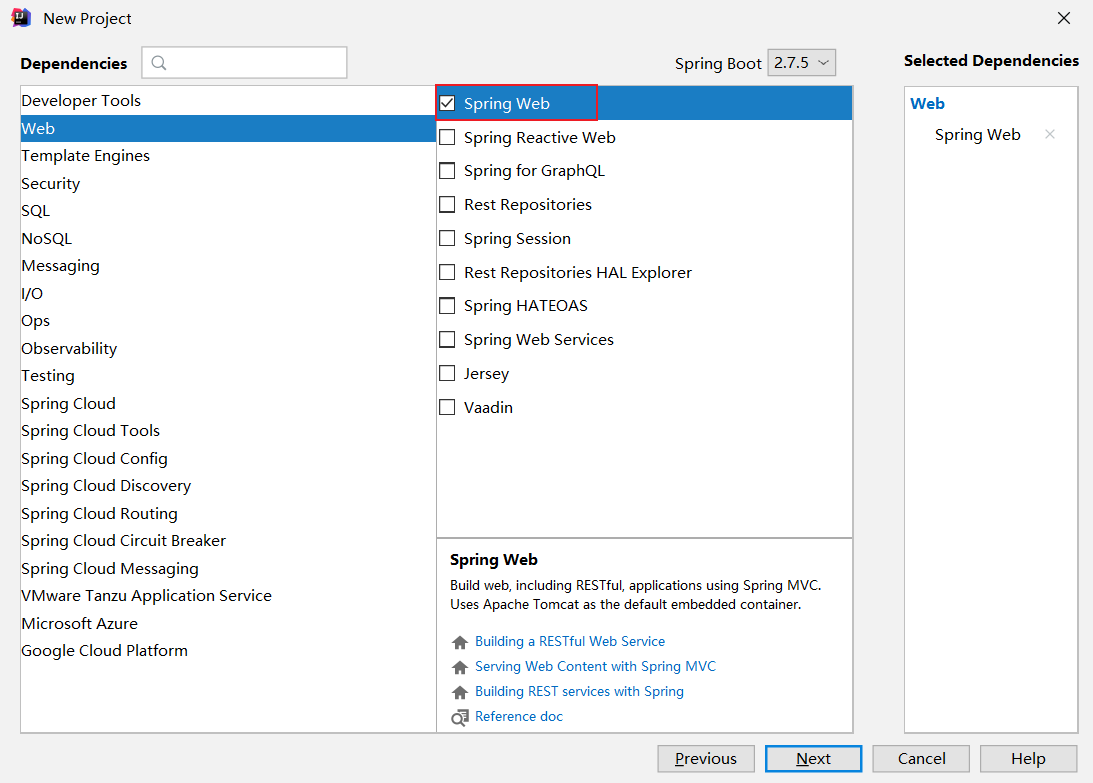 New Project
Dependencies
Spring Boot 2.7.5
Selected Dependencies
Developer Tools
Web
Template Engines
Security
SQL
NoSQL
Messaging
I/O
Ops
Observability
Testing
Spring Cloud
Spring Cloud Tools
Spring Cloud Config
Spring Cloud Discovery
Spring Cloud Routing
Spring Cloud Circuit Breaker
Spring Cloud Messaging
VMware Tanzu Application Service
Microsoft Azure
Google Cloud Platform
Spring Web
Spring Reactive Web
Spring for GraphQL
Rest Repositories
Spring Session
Rest Repositories HAL Explorer
Spring HATEOAS
Spring Web Services
Jersey
Vaadin
Spring Web
Build web, including RESTful, applications using Spring MVC.
Uses Apache Tomcat as the default embedded container.
Building a RESTful Web Service
Serving Web Content with Spring MVC
Building REST services with Spring
Reference doc
Web
Spring Web
Previous
Next
Cancel
Help